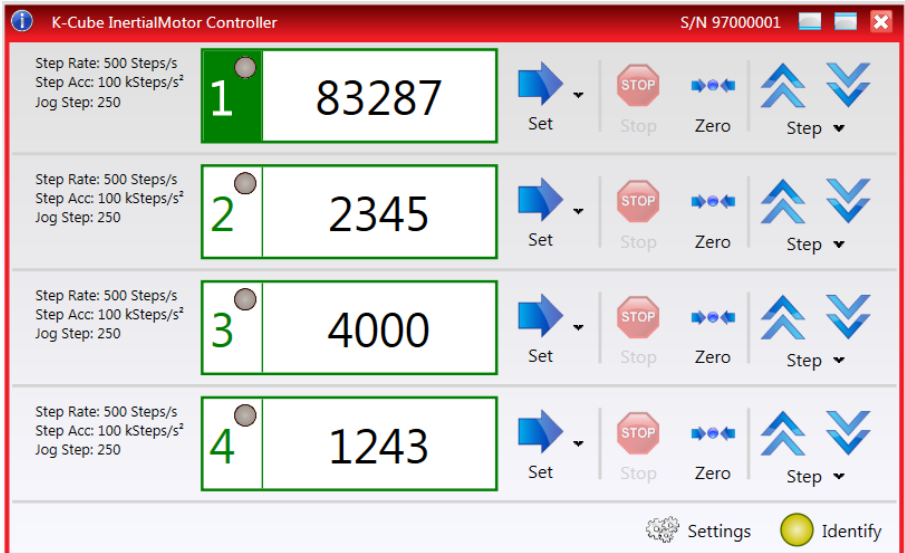 K-Cube InertialMotor Controller S/N 97000001
Step Rate: 500 Steps/s
Step Acc: 100 kSteps/s²
Jog Step: 250
1 83287
Set STOP Stop Zero Step
Step Rate: 500 Steps/s
Step Acc: 100 kSteps/s²
Jog Step: 250
2 2345
Set STOP Stop Zero Step
Step Rate: 500 Steps/s
Step Acc: 100 kSteps/s²
Jog Step: 250
3 4000
Set STOP Stop Zero Step
Step Rate: 500 Steps/s
Step Acc: 100 kSteps/s²
Jog Step: 250
4 1243
Set STOP Stop Zero Step
Settings Identify